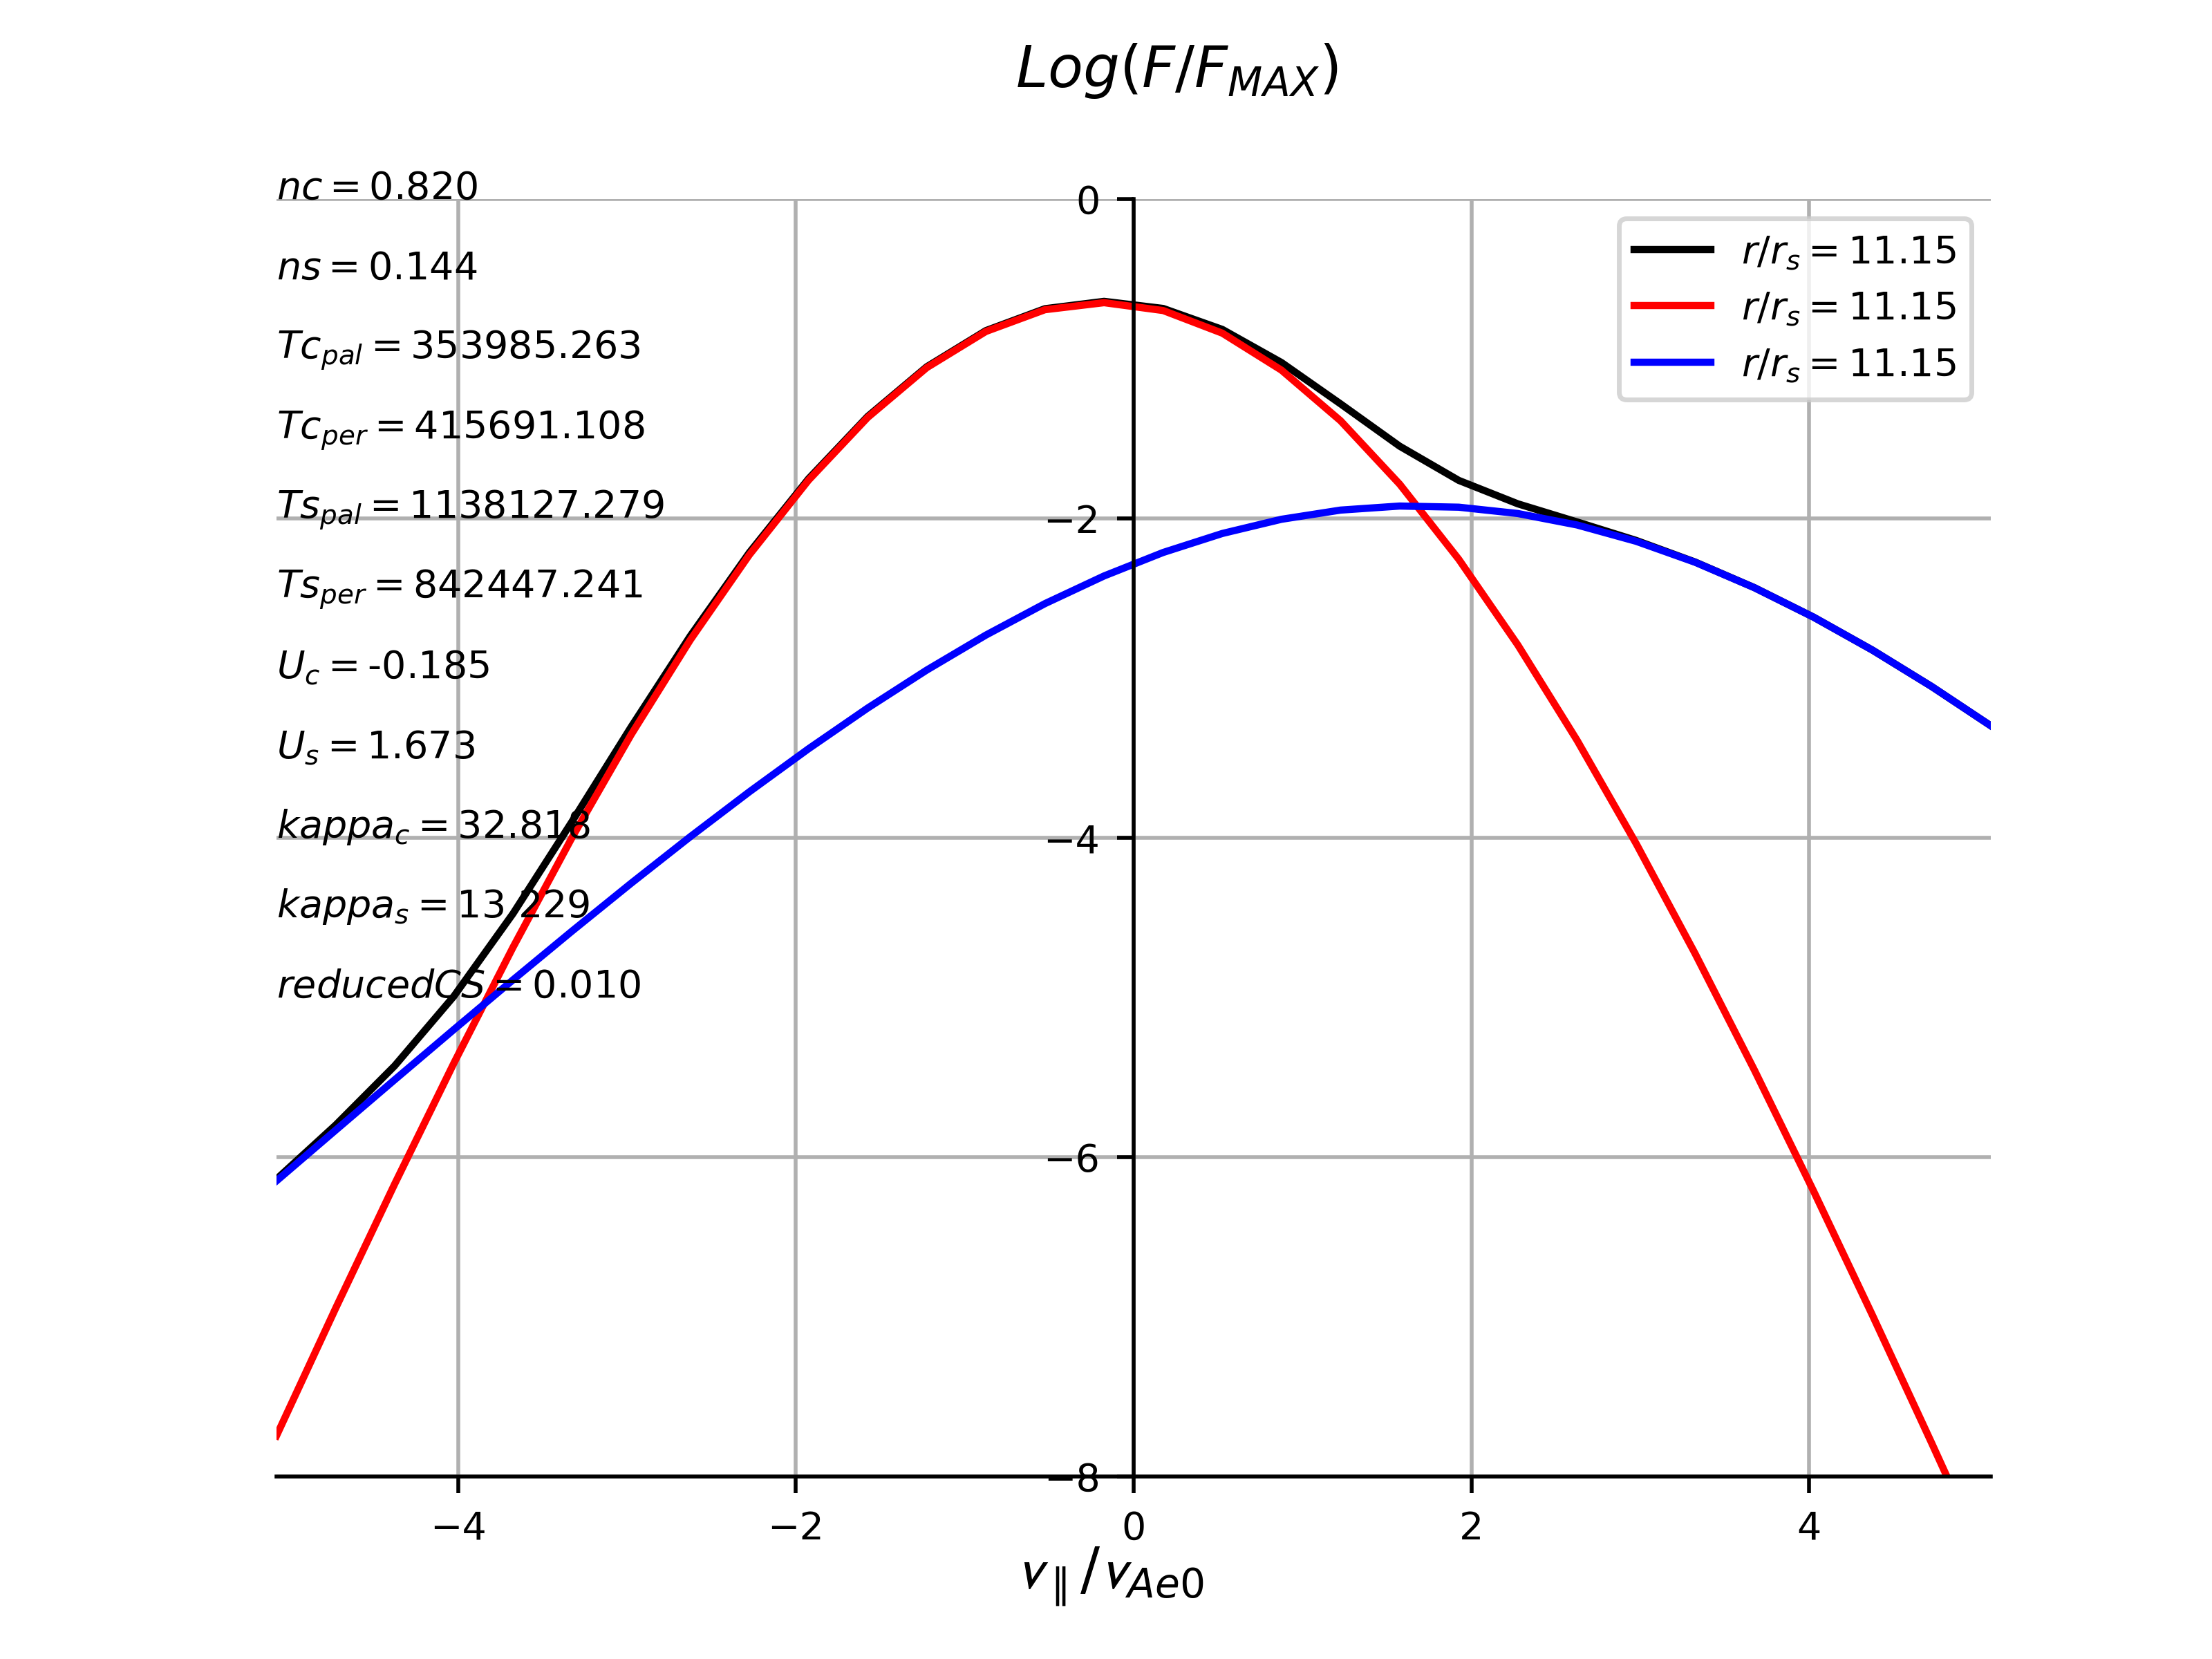 Log(F/F_MAX)
nc = 0.820
ns = 0.144
Tc_pal = 353985.263
Tc_per = 415691.108
Ts_pal = 1138127.279
Ts_per = 842447.241
U_c = -0.185
U_s = 1.673
kappa_c = 32.818
kappa_s = 13.229
reducedCS = 0.010
r/r_s = 11.15
r/r_s = 11.15
r/r_s = 11.15
0
−2
−4
−6
−8
−4 −2 0 2 4
v_∥/v_Ae0